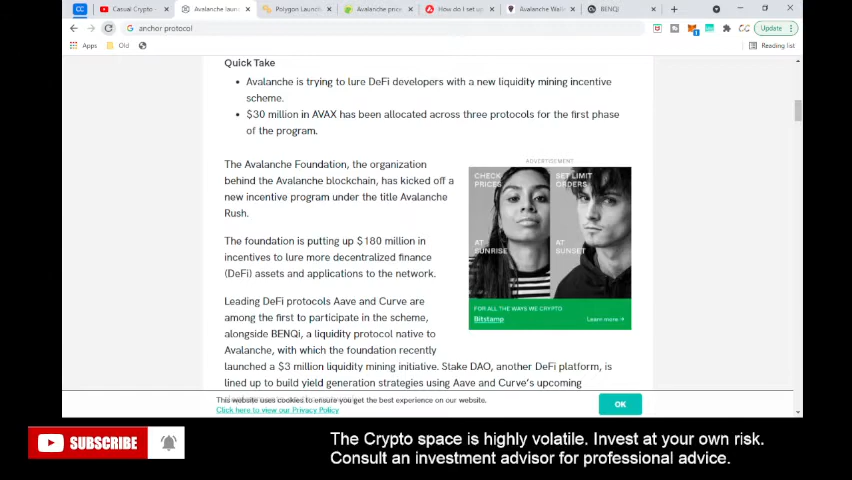 Casual Crypto
Avalanche laun
Polygon Launch
Avalanche price
How do I set up
Avalanche Walle
BENQI
anchor protocol
Update
Apps
Old
Reading list
Quick Take
Avalanche is trying to lure DeFi developers with a new liquidity mining incentive
scheme.
$30 million in AVAX has been allocated across three protocols for the first phase
of the program.
The Avalanche Foundation, the organization
behind the Avalanche blockchain, has kicked off a
new incentive program under the title Avalanche
Rush.
The foundation is putting up $180 million in
incentives to lure more decentralized finance
(DeFi) assets and applications to the network.
Leading DeFi protocols Aave and Curve are
among the first to participate in the scheme,
alongside BENQi, a liquidity protocol native to
Avalanche, with which the foundation recently
launched a $3 million liquidity mining initiative. Stake DAO, another DeFi platform, is
lined up to build yield generation strategies using Aave and Curve's upcoming
ADVERTISEMENT
CHECK
PRICES
SET LIMIT
ORDERS
AT
SUNRISE
AT
SUNSET
FOR ALL THE WAYS WE CRYPTO
Bitstamp
Learn more
This website uses cookies to ensure you get the best experience on our website.
Click here to view our Privacy Policy
OK
SUBSCRIBE
The Crypto space is highly volatile. Invest at your own risk.
Consult an investment advisor for professional advice.